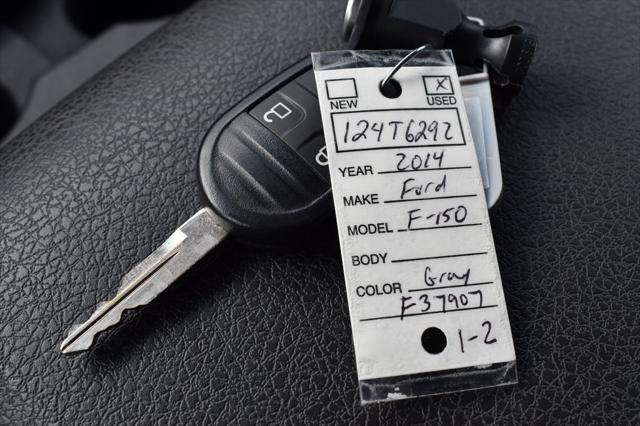 X
NEW USED
124T6292
YEAR 2014
MAKE Ford
MODEL F-150
BODY
COLOR Gray
F37907
1-2